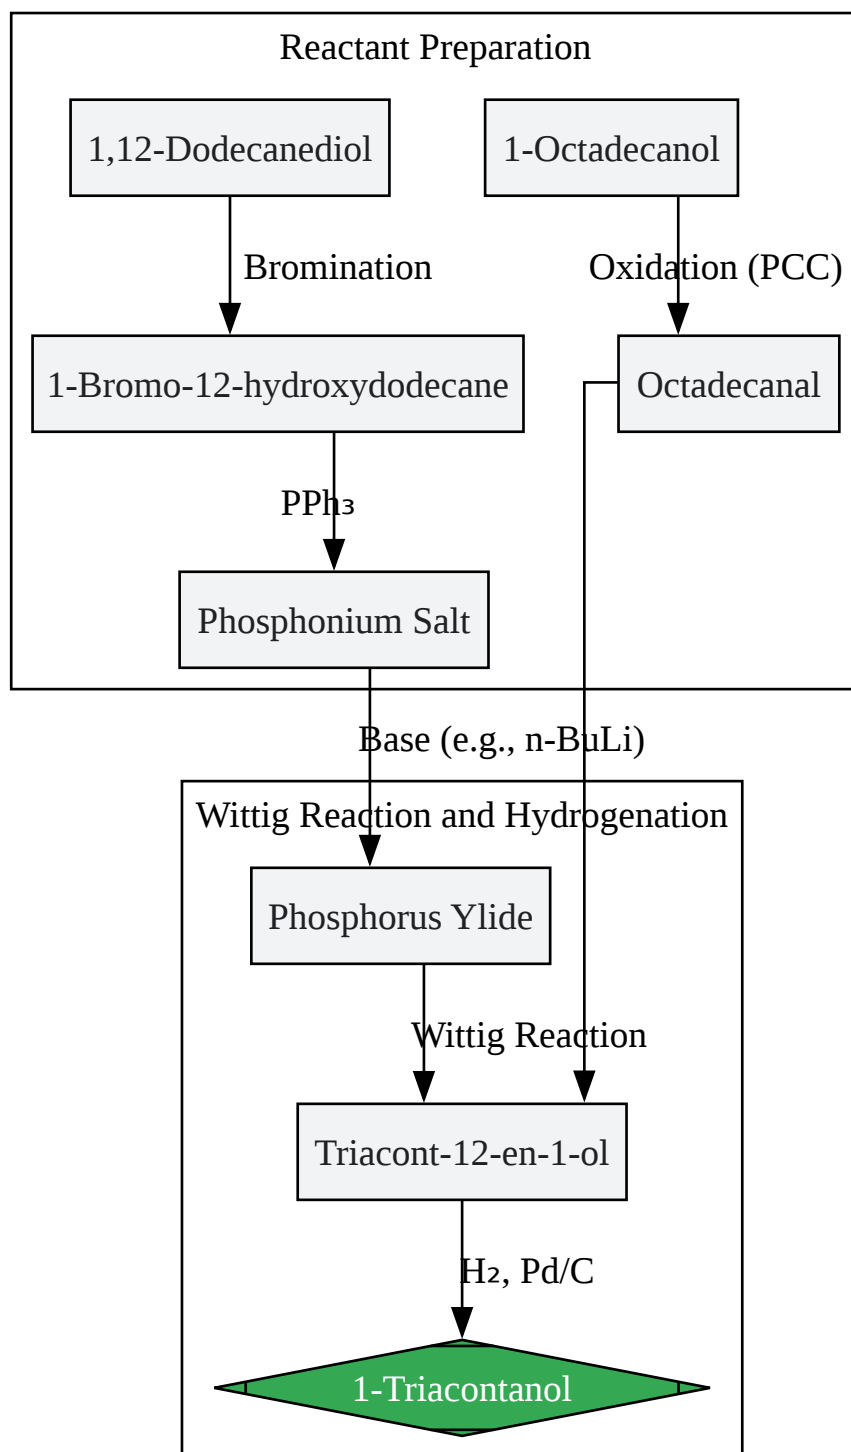 Reactant Preparation
1,12-Dodecanediol
1-Octadecanol
Bromination
Oxidation (PCC)
1-Bromo-12-hydroxydodecane
Octadecanal
PPh₃
Phosphonium Salt
Base (e.g., n-BuLi)
Wittig Reaction and Hydrogenation
Phosphorus Ylide
Wittig Reaction
Triacont-12-en-1-ol
H₂, Pd/C
1-Triacontanol